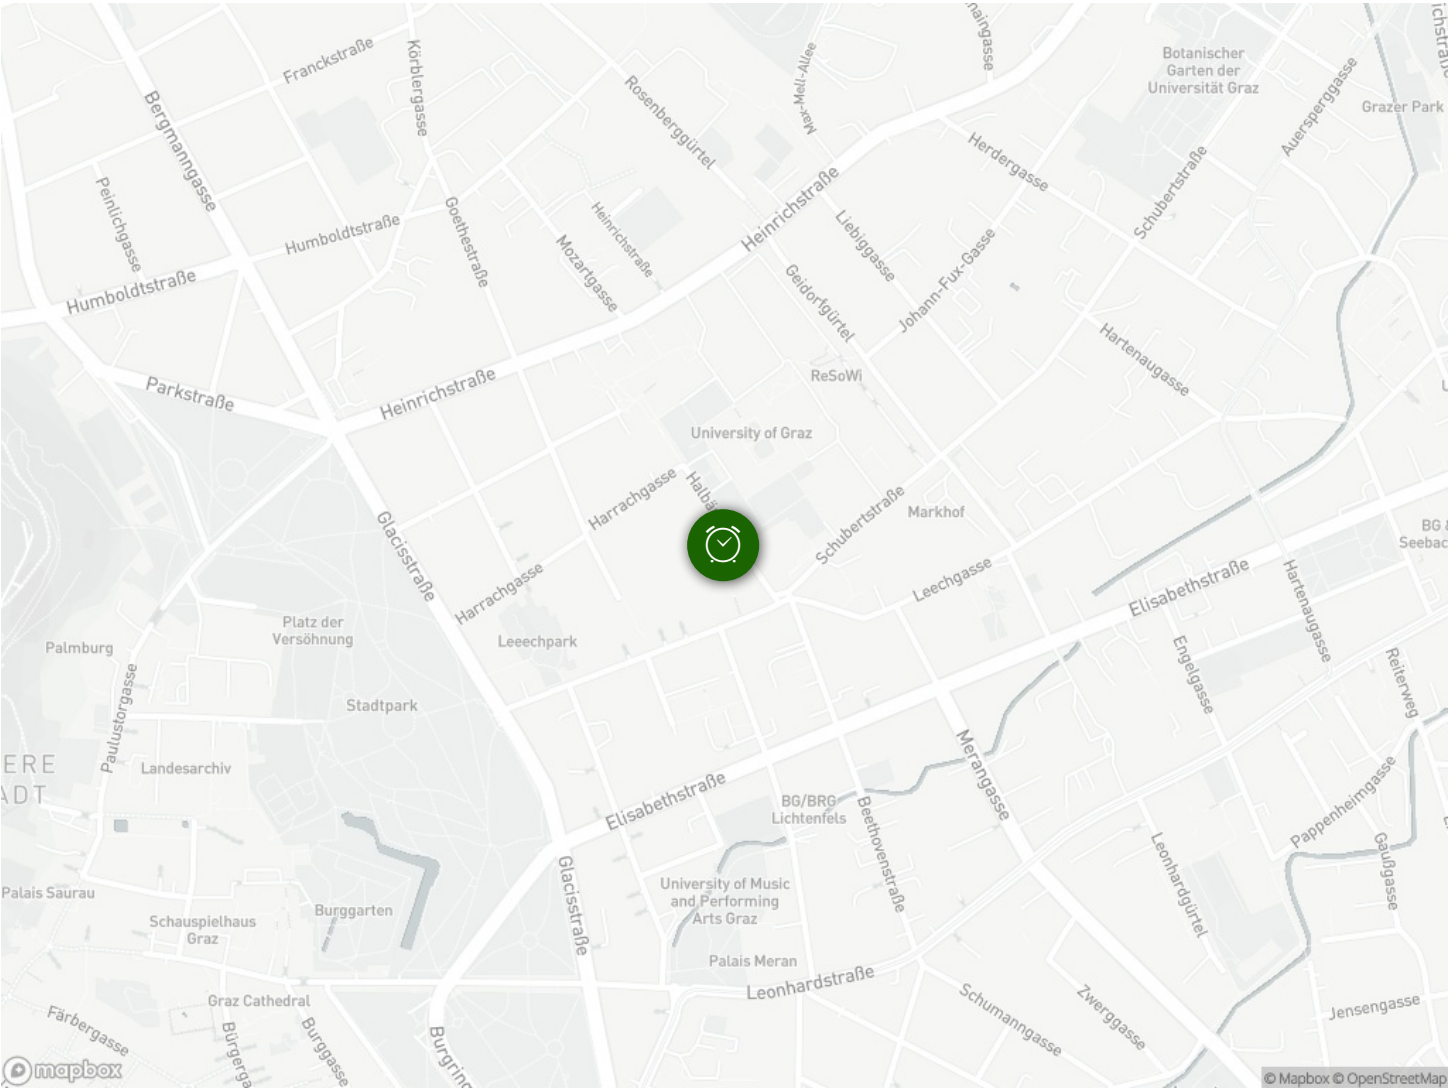 Franckstraße
Körblergasse
Bergmanngasse
Rosenberggürtel
Max-Mell-Allee
Botanischer
Garten der
Universität Graz
Auersperggasse
Grazer Park
Herdergasse
Schubertstraße
Peinlichgasse
Humboldtstraße
Humboldtstraße
Goethestraße
Mozartgasse
Heinrichstraße
Heinrichstraße
Liebiggasse
Geidorfgürtel
Johann-Fux-Gasse
Hartenaugasse
Parkstraße
Heinrichstraße
ReSoWi
University of Graz
Harrachgasse
Schubertstraße
Markhof
Glacisstraße
Harrachgasse
Leechgasse
Elisabethstraße
Hartenaugasse
Platz der
Versöhnung
Leeechpark
Palmburg
Paulustorgasse
Stadtpark
Engelgasse
Reiterweg
Landesarchiv
Merangasse
Elisabethstraße
BG/BRG
Lichtenfels
Beethovenstraße
Pappenheimgasse
Leonhardgürtel
Gaußgasse
Palais Saurau
Schauspielhaus
Graz
Burggarten
Glacisstraße
University of Music
and Performing
Arts Graz
Palais Meran
Leonhardstraße
Graz Cathedral
Färbergasse
Burggasse
Burgring
Schumanngasse
Zwerggasse
Jensengasse
mapbox
© Mapbox © OpenStreetMap